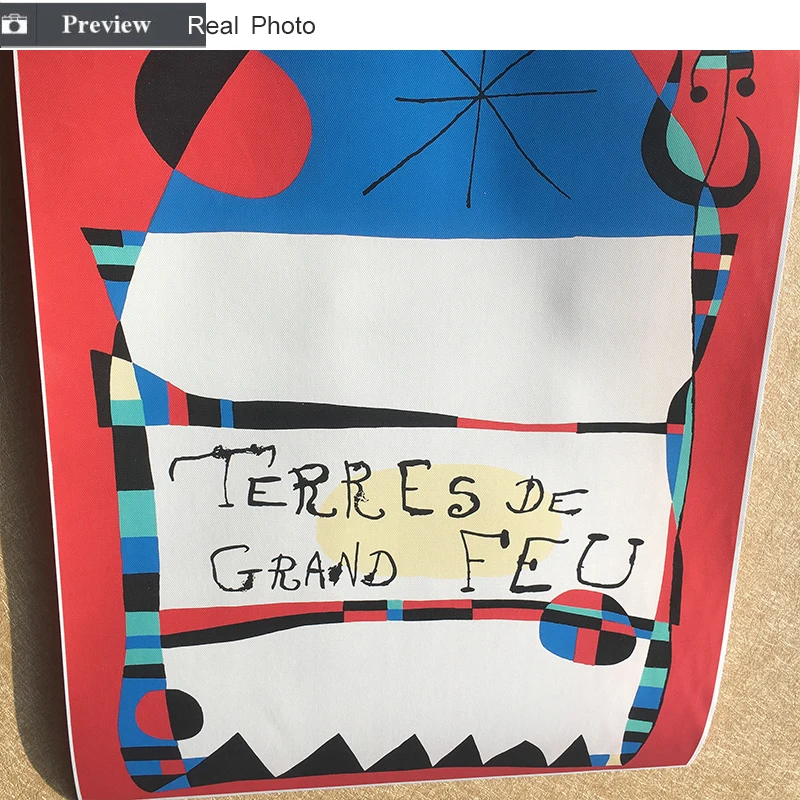 Preview Real Photo
TERRES DE
GRAND FEU